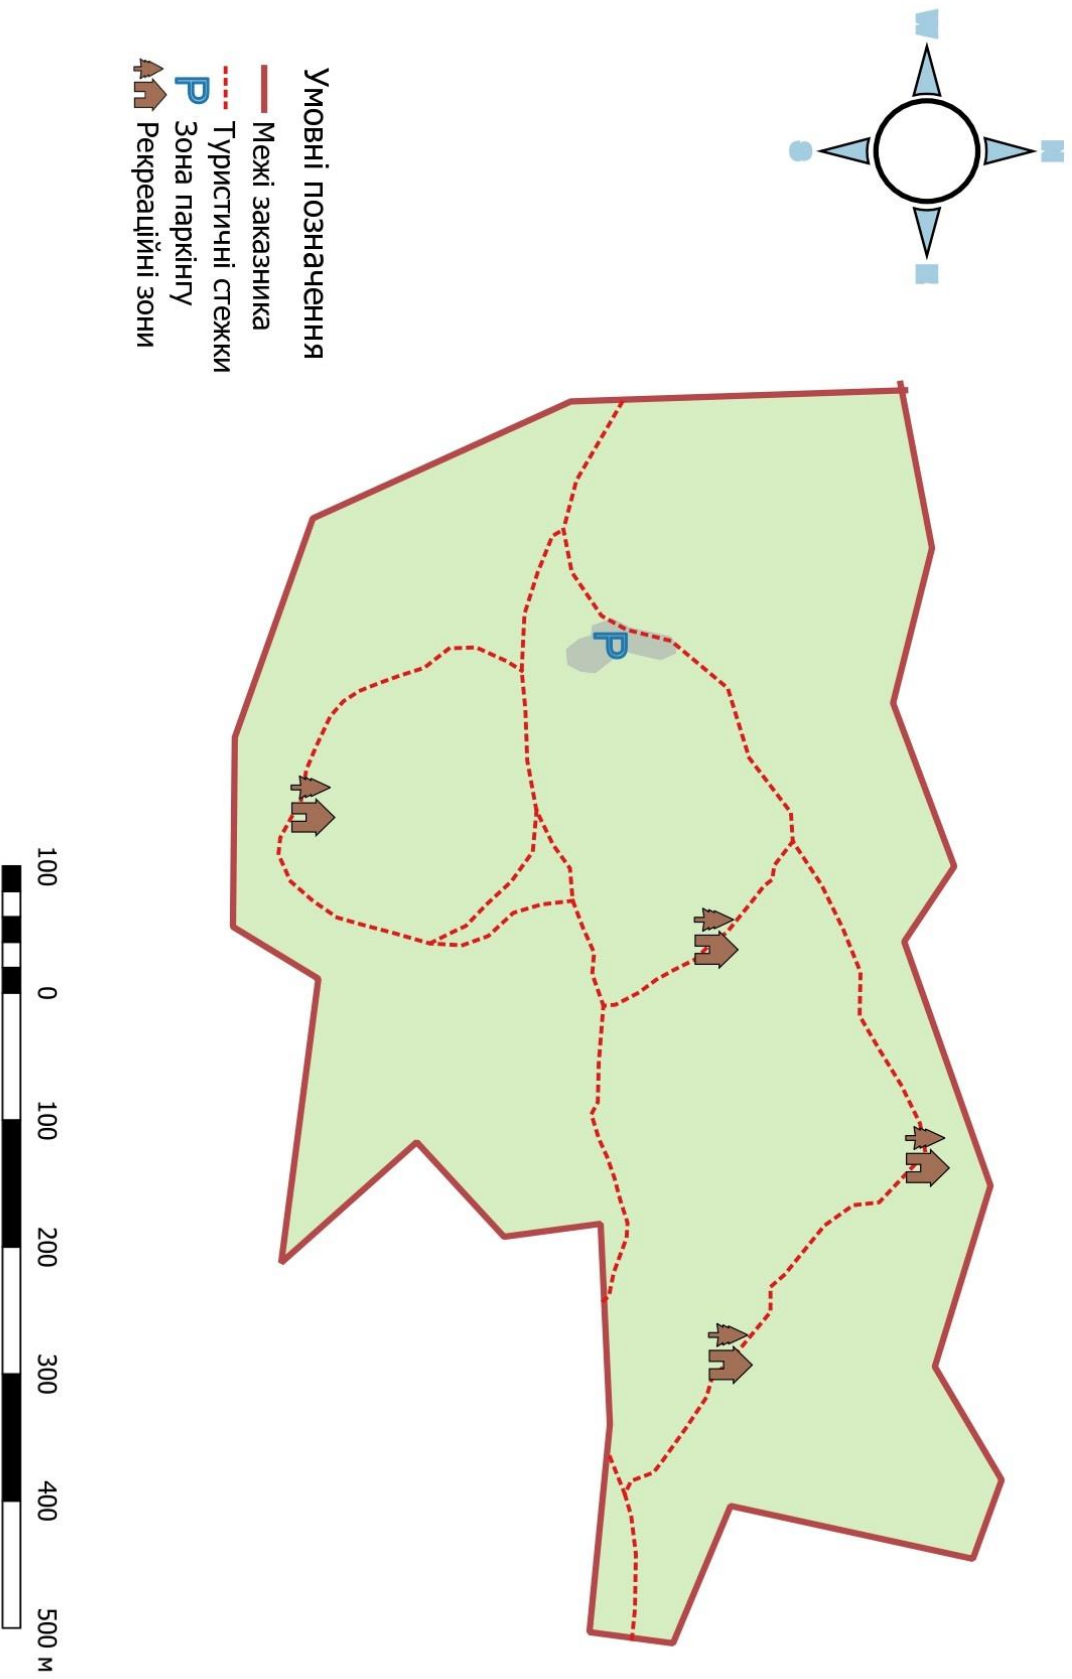 N
W E
S
Умовні позначення
Межі заказника
Туристичні стежки
P Зона паркінгу
Рекреаційні зони
P
100 0 100 200 300 400 500 м